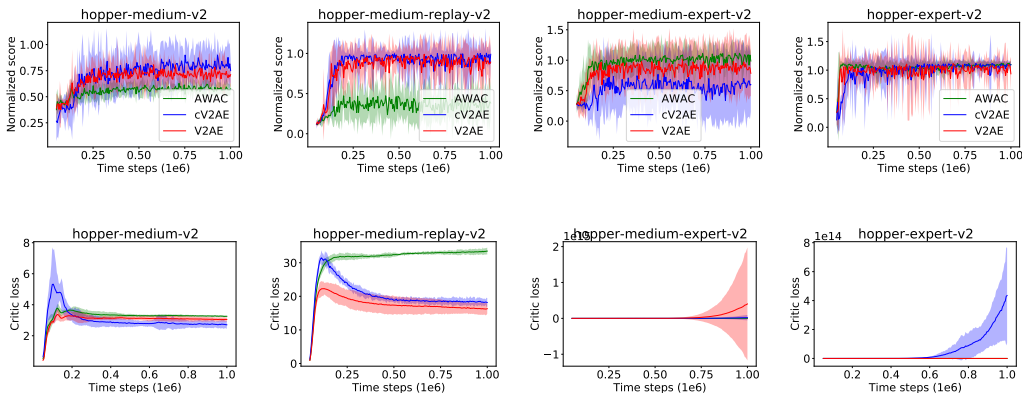 hopper-medium-v2
hopper-medium-replay-v2
hopper-medium-expert-v2
hopper-expert-v2
Normalized score
1.00
0.75
0.50
0.25
AWAC
cV2AE
V2AE
0.25 0.50 0.75 1.00
Time steps (1e6)
Normalized score
1.0
0.5
0.0
AWAC
cV2AE
V2AE
0.25 0.50 0.75 1.00
Time steps (1e6)
Normalized score
1.5
1.0
0.5
0.0
AWAC
cV2AE
V2AE
0.25 0.50 0.75 1.00
Time steps (1e6)
Normalized score
1.5
1.0
0.5
0.0
AWAC
cV2AE
V2AE
0.25 0.50 0.75 1.00
Time steps (1e6)
hopper-medium-v2
hopper-medium-replay-v2
hopper-medium-expert-v2
hopper-expert-v2
Critic loss
8
6
4
2
0.2 0.4 0.6 0.8 1.0
Time steps (1e6)
Critic loss
30
20
10
0
0.25 0.50 0.75 1.00
Time steps (1e6)
1e15
Critic loss
2
1
0
−1
0.25 0.50 0.75 1.00
Time steps (1e6)
1e14
Critic loss
8
6
4
2
0
0.2 0.4 0.6 0.8 1.0
Time steps (1e6)